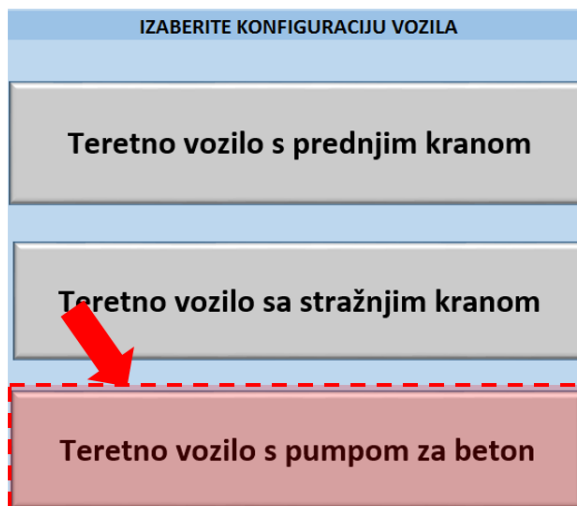 IZABERITE KONFIGURACIJU VOZILA
Teretno vozilo s prednjim kranom
Teretno vozilo sa stražnjim kranom
Teretno vozilo s pumpom za beton